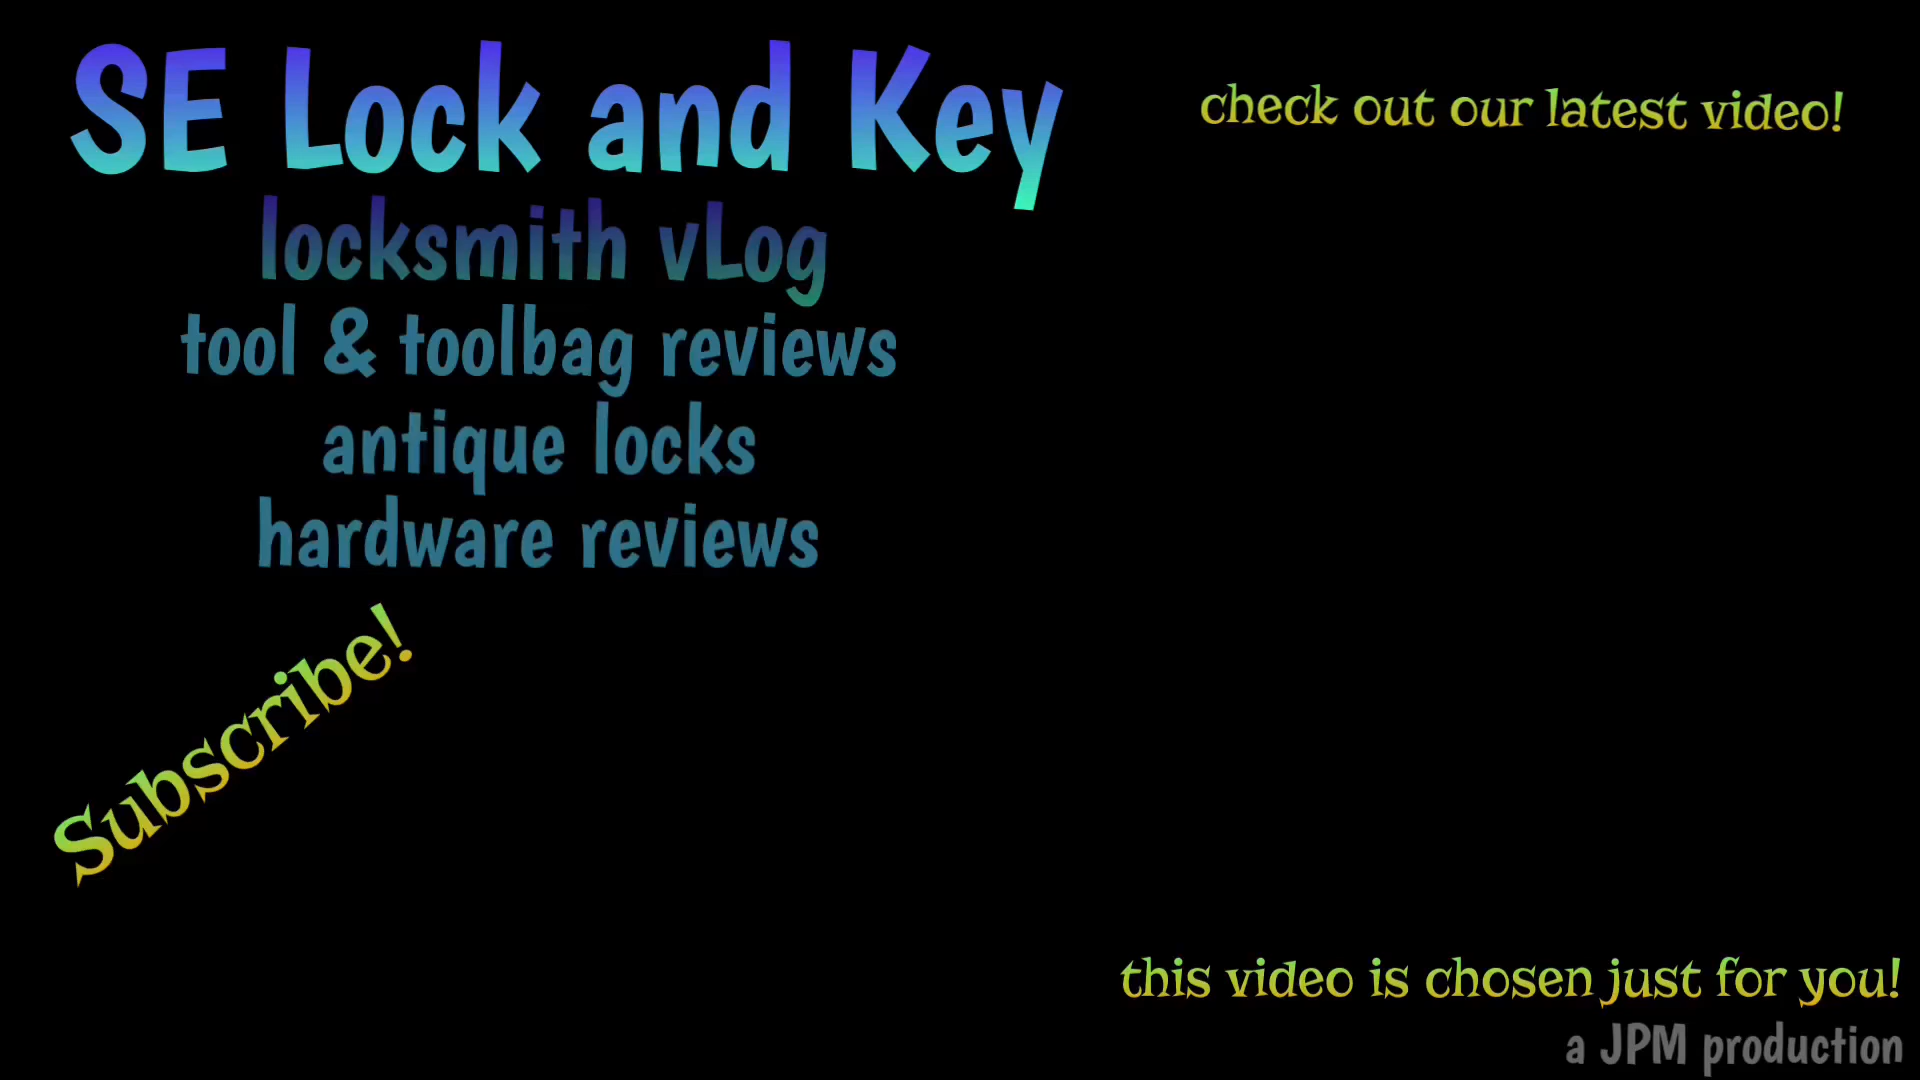 SE Lock and Key
locksmith vLog
tool & toolbag reviews
antique locks
hardware reviews
Subscribe!
check out our latest video!
this video is chosen just for you!
a JPM production